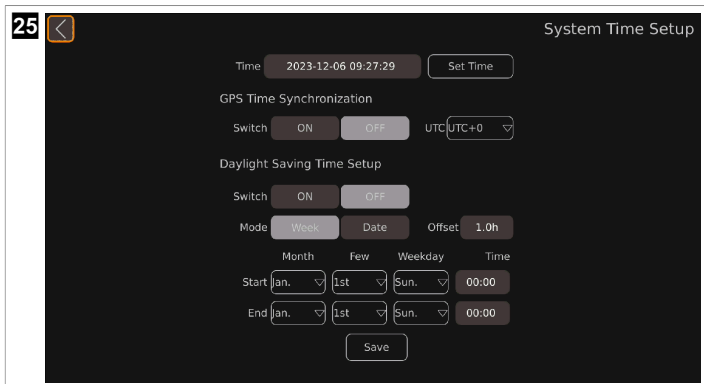 25
System Time Setup
Time 2023-12-06 09:27:29 Set Time
GPS Time Synchronization
Switch ON OFF UTC UTC+0
Daylight Saving Time Setup
Switch ON OFF
Mode Week Date Offset 1.0h
Month Few Weekday Time
Start Jan. 1st Sun. 00:00
End Jan. 1st Sun. 00:00
Save